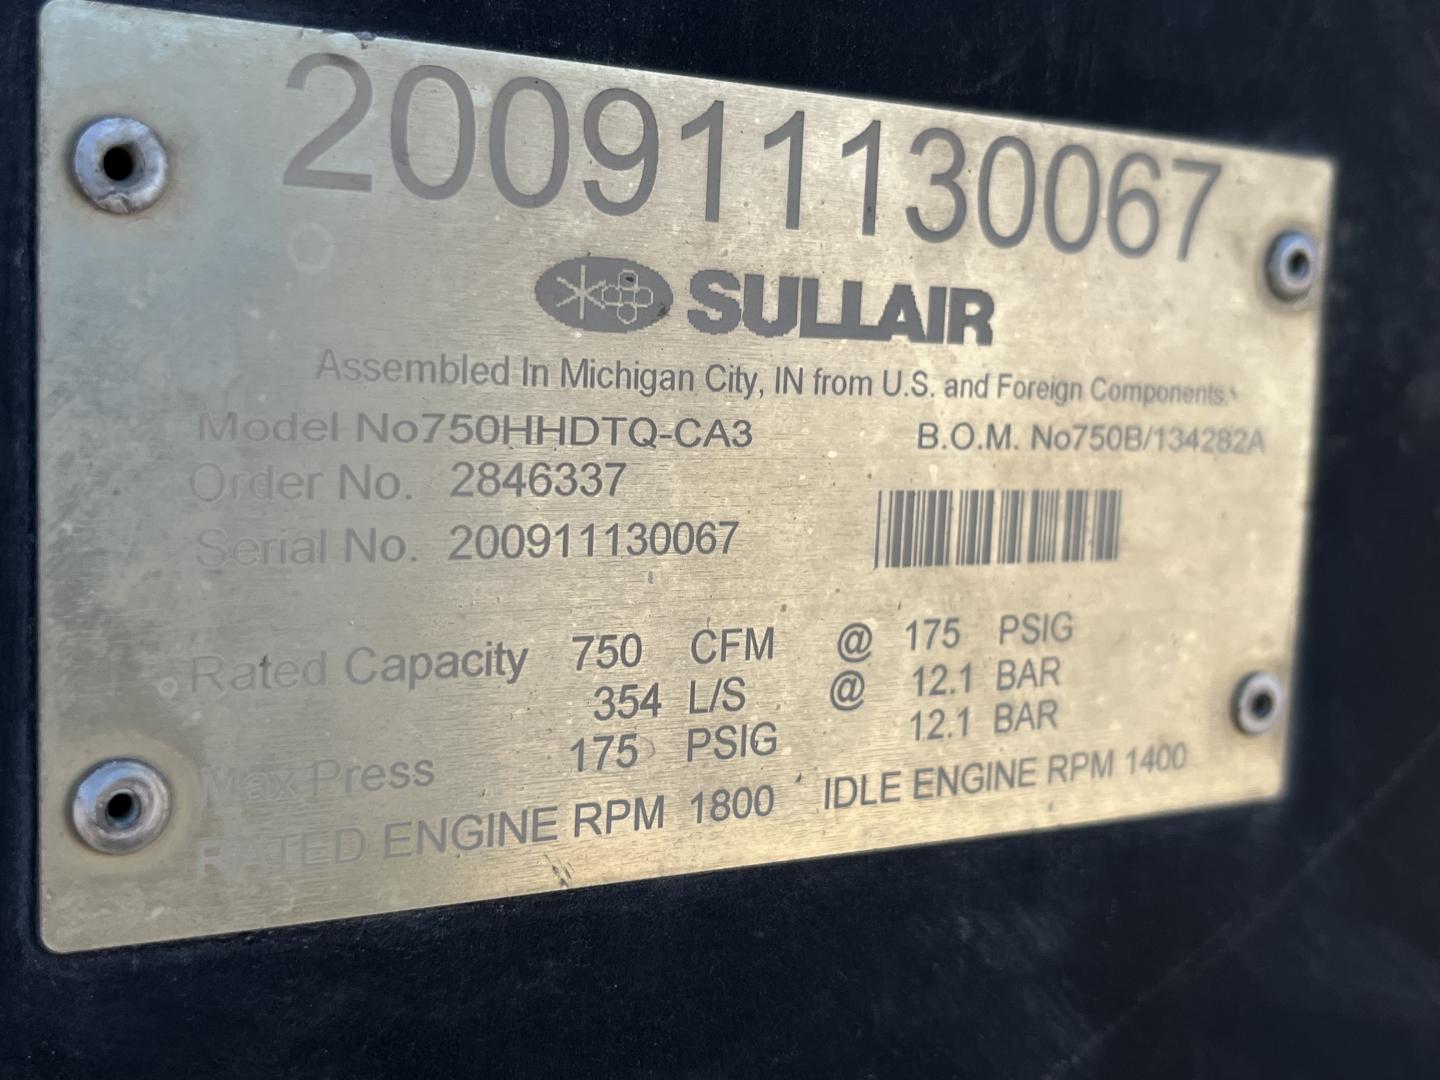 200911130067
SULLAIR
Assembled In Michigan City, IN from U.S. and Foreign Components.
Model No750HHDTQ-CA3 B.O.M. No750B/134282A
Order No. 2846337
Serial No. 200911130067
Rated Capacity 750 CFM @ 175 PSIG
354 L/S @ 12.1 BAR
Max Press 175 PSIG 12.1 BAR
RATED ENGINE RPM 1800 IDLE ENGINE RPM 1400